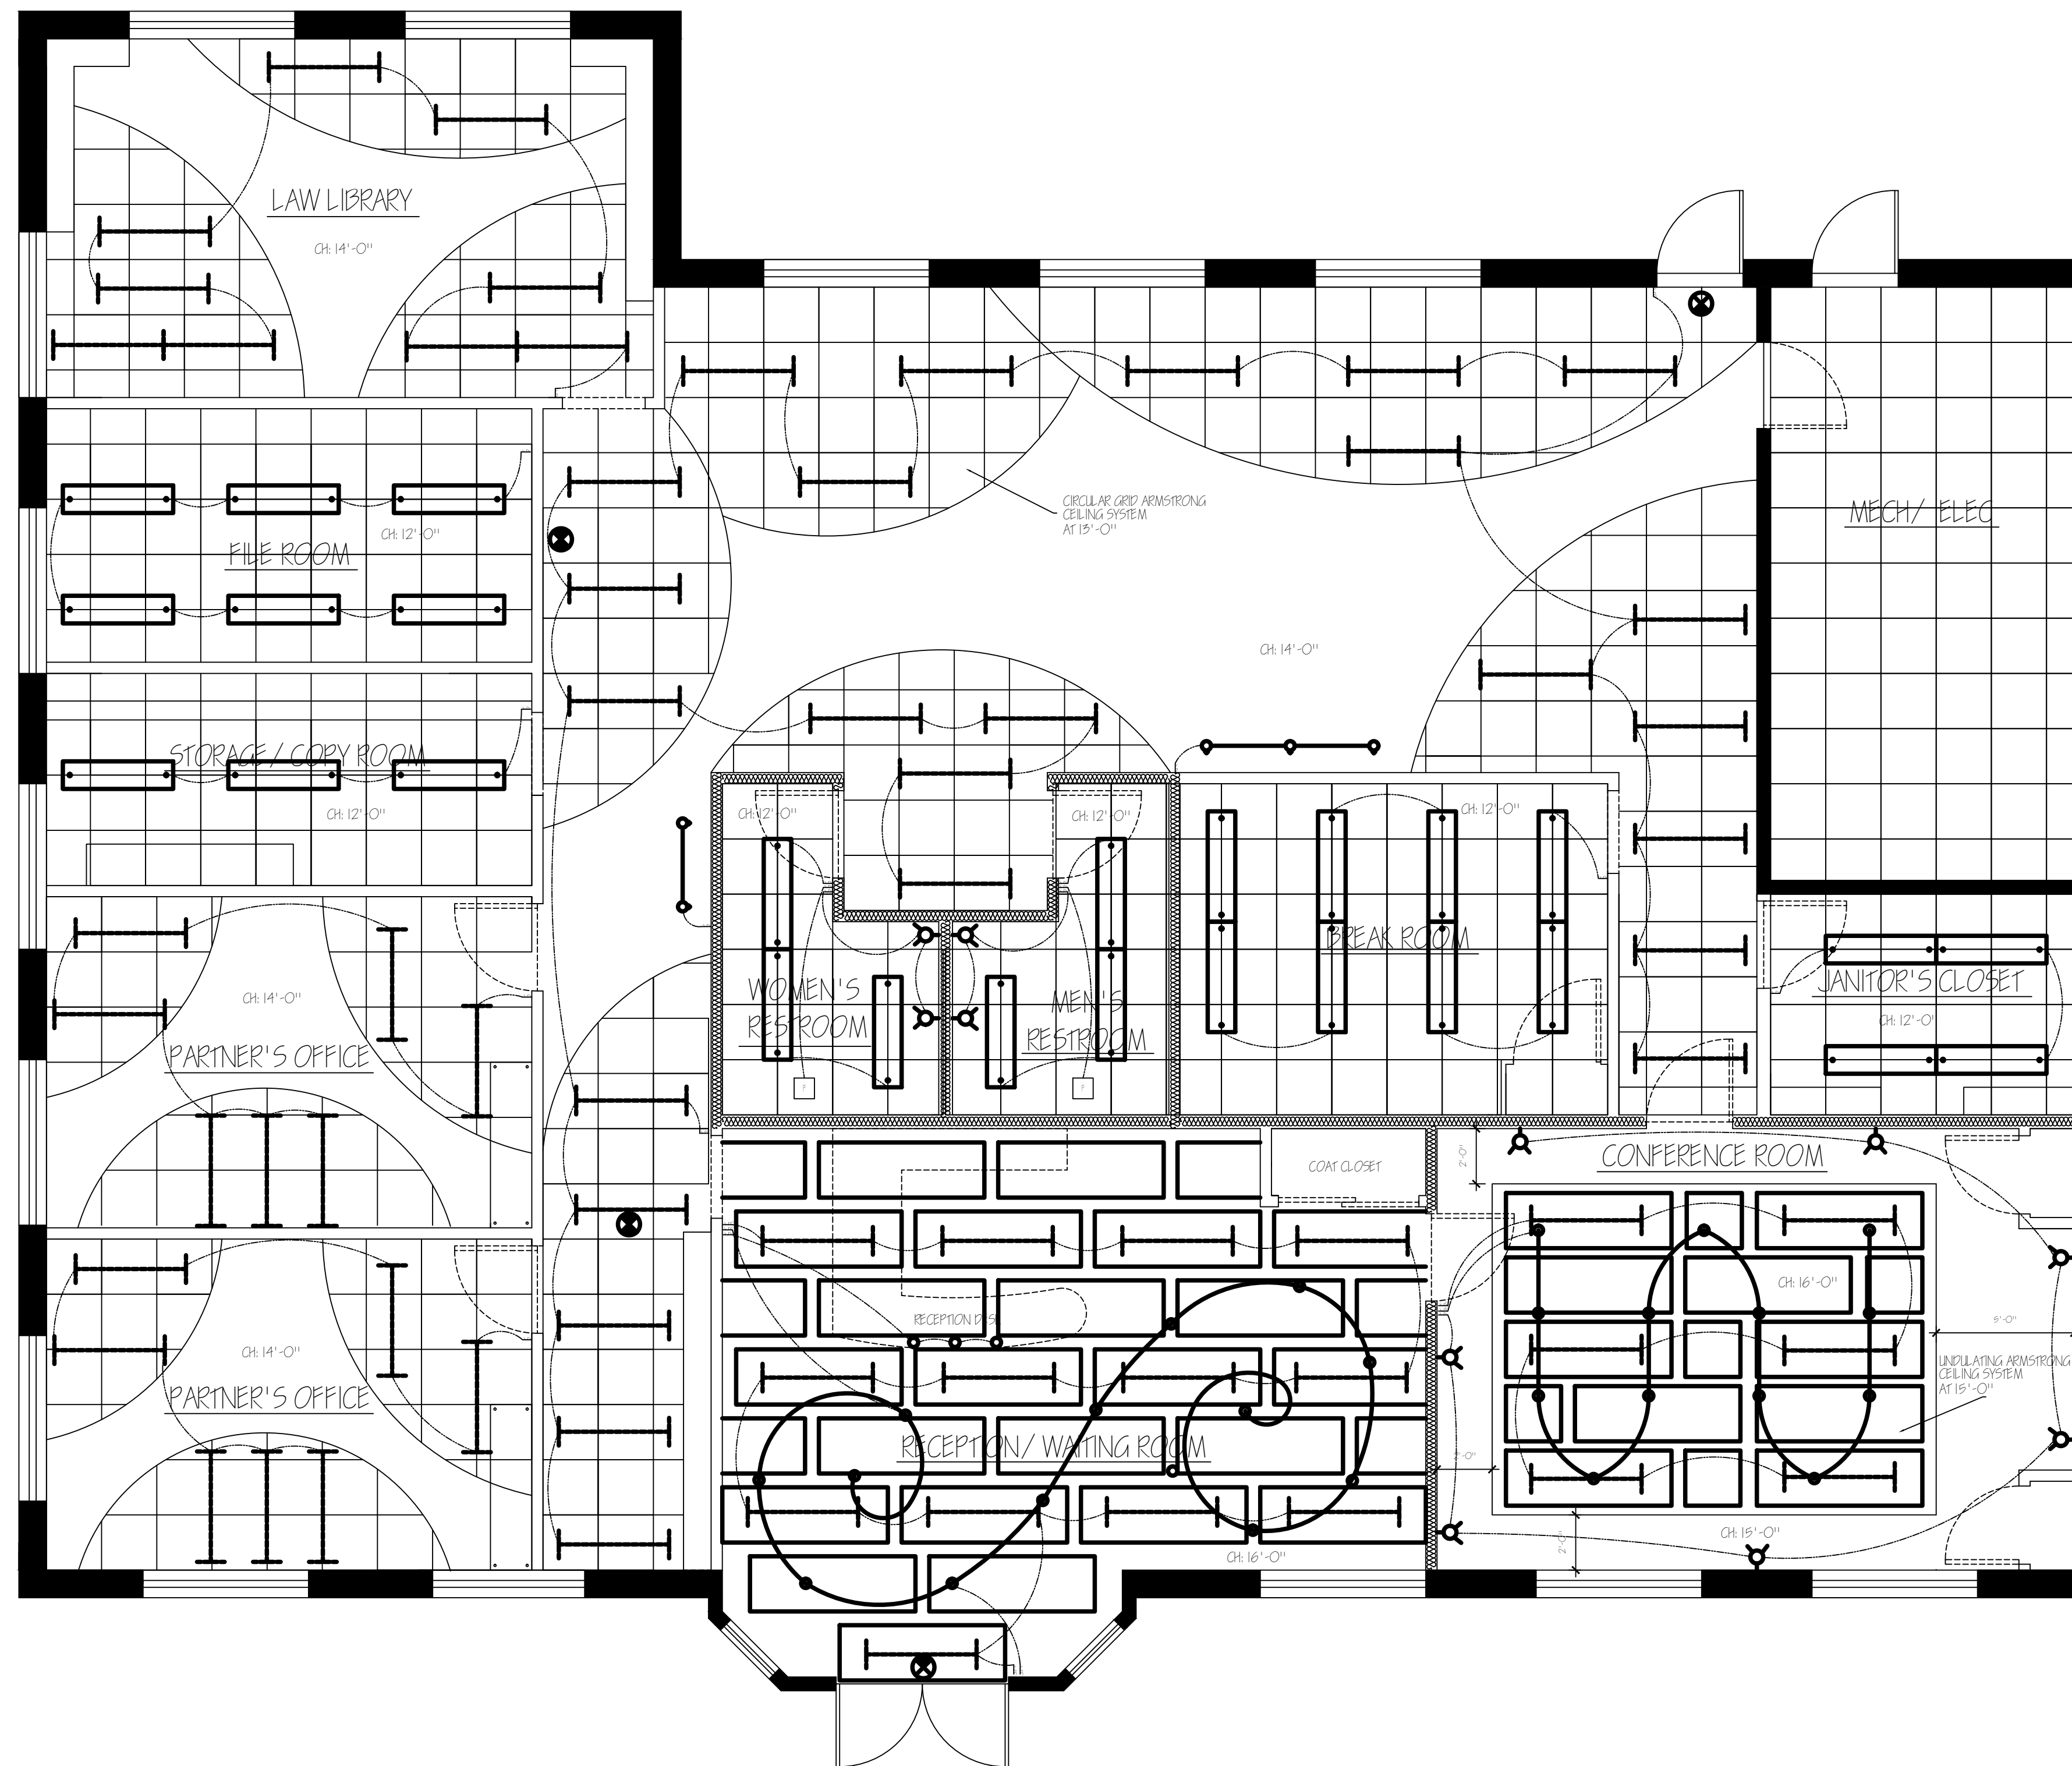 LAW LIBRARY
CH: 14'-0"
CIRCULAR GRID ARMSTRONG
CEILING SYSTEM
AT 13'-0"
MECH/ ELEC
CH: 12'-0"
FILE ROOM
CH: 14'-0"
STORAGE / COPY ROOM
CH: 12'-0"
CH: 12'-0"
CH: 12'-0"
CH: 12'-0"
BREAK ROOM
JANITOR'S CLOSET
CH: 12'-0"
CH: 14'-0"
WOMEN'S
RESTROOM
MEN'S
RESTROOM
PARTNER'S OFFICE
P
P
COAT CLOSET
2'-0"
CONFERENCE ROOM
CH: 16'-0"
RECEPTION DESK
5'-0"
CH: 14'-0"
UNDULATING ARMSTRONG
CEILING SYSTEM
AT 15'-0"
PARTNER'S OFFICE
RECEPTION/ WAITING ROOM
2'-0"
CH: 15'-0"
2'-0"
CH: 16'-0"